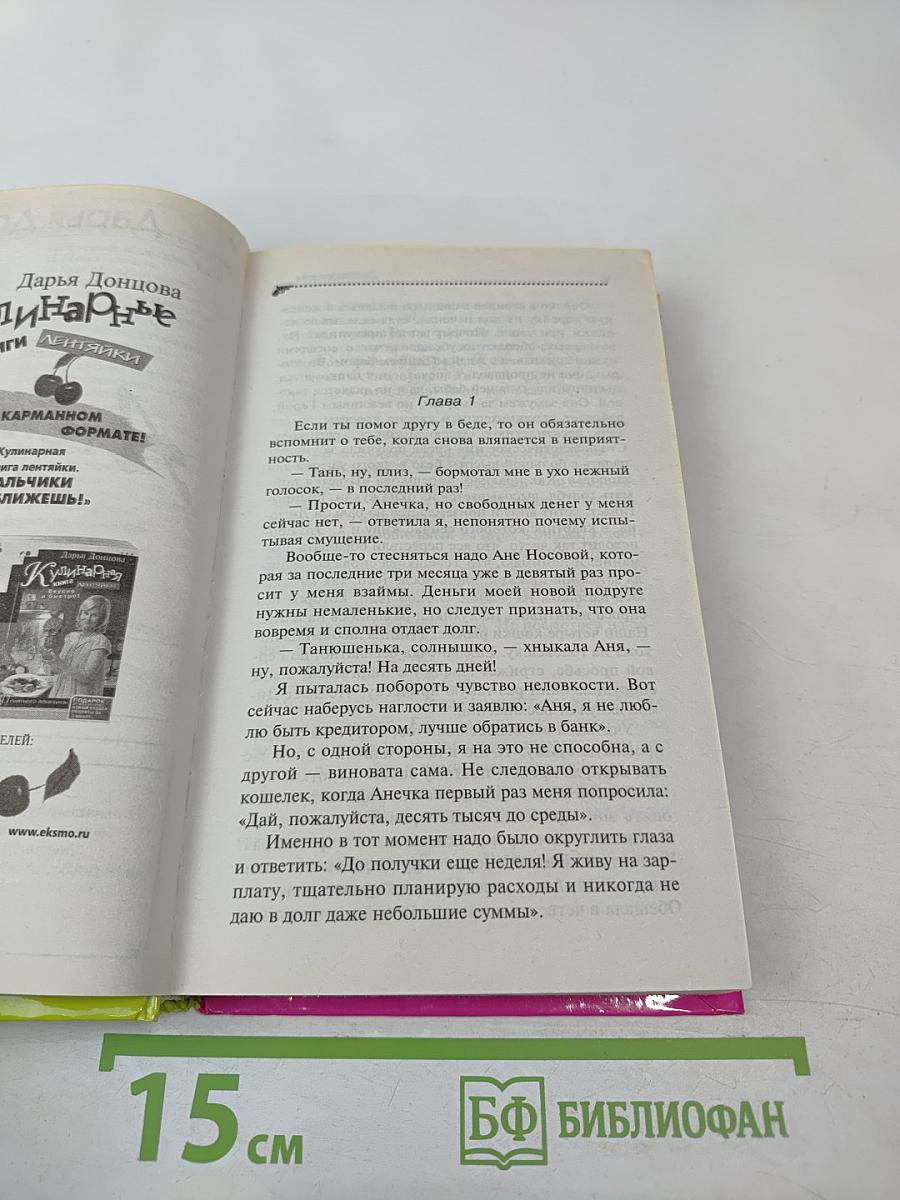 Дарья Донцова
ЛЕНТЯЙКИ
КАРМАННОМ
ФОРМАТЕ!
Кулинарная
лентяйки.
www.eksmo.ru
Дарья Донцова
Кулинарная
книга
лентяйки
Вкусно
и быстро!
ПОДАРОК
Глава 1
Если ты помог другу в беде, то он обязательно
вспомнит о тебе, когда снова вляпается в неприят-
ность.
— Тань, ну, плиз, — бормотал мне в ухо нежный
голосок, — в последний раз!
— Прости, Анечка, но свободных денег у меня
сейчас нет, — ответила я, непонятно почему испы-
тывая смущение.
Вообще-то стесняться надо Ане Носовой, кото-
рая за последние три месяца уже в девятый раз про-
сит у меня взаймы. Деньги моей новой подруге
нужны немаленькие, но следует признать, что она
вовремя и сполна отдает долг.
— Танюшенька, солнышко, — хныкала Аня, —
ну, пожалуйста! На десять дней!
Я пыталась побороть чувство неловкости. Вот
сейчас наберусь наглости и заявлю: «Аня, я не люб-
лю быть кредитором, лучше обратись в банк».
Но, с одной стороны, я на это не способна, а с
другой — виновата сама. Не следовало открывать
кошелек, когда Анечка первый раз меня попросила:
«Дай, пожалуйста, десять тысяч до среды».
Именно в тот момент надо было округлить глаза
и ответить: «До получки еще неделя! Я живу на зар-
плату, тщательно планирую расходы и никогда не
даю в долг даже небольшие суммы».
15 см
БФ БИБЛИОФАН